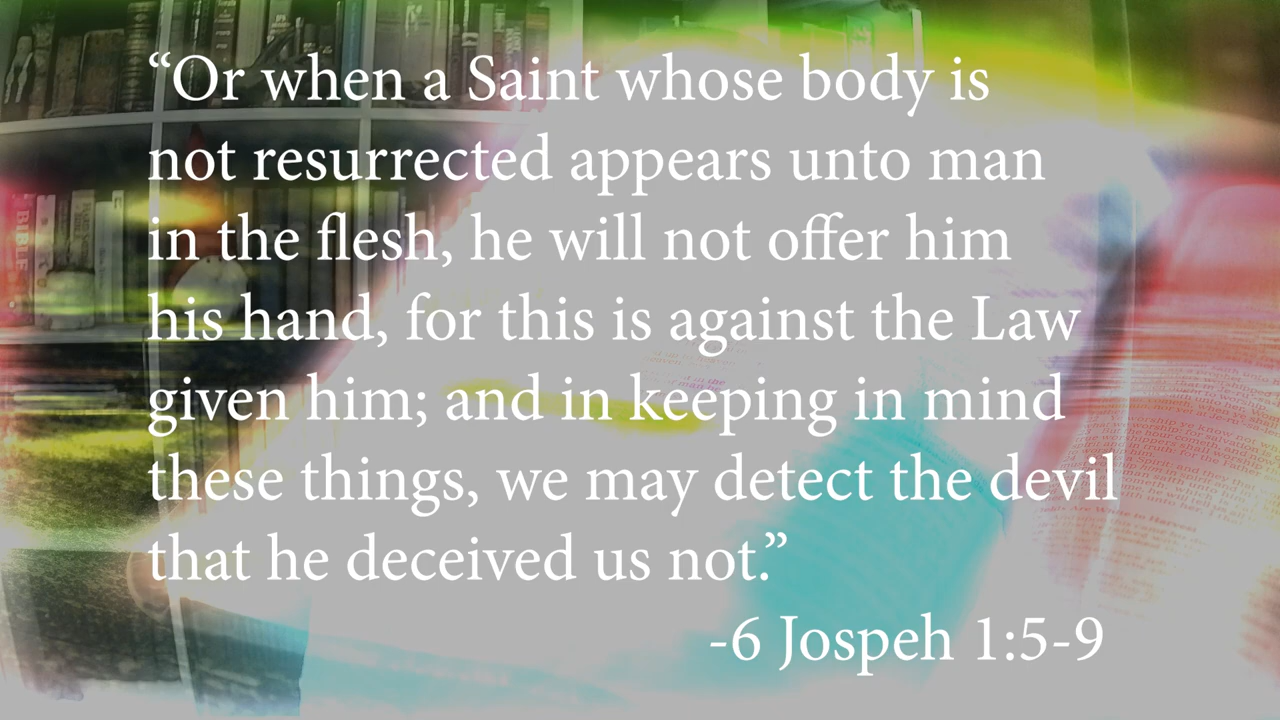 “Or when a Saint whose body is
not resurrected appears unto man
in the flesh, he will not offer him
his hand, for this is against the Law
given him; and in keeping in mind
these things, we may detect the devil
that he deceived us not.”
-6 Jospeh 1:5-9
BIBLE